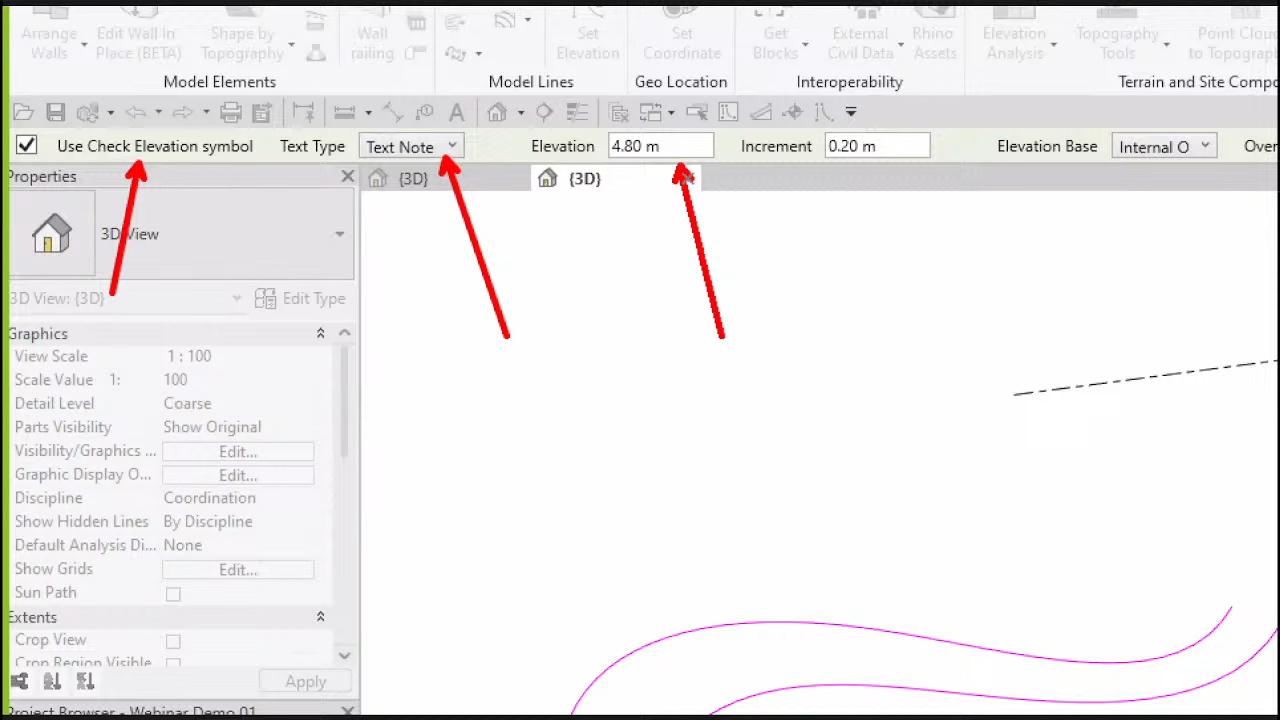 Arrange Walls
Edit Wall in Place (BETA)
Shape by Topography
Wall railing
Set Elevation
Set Coordinate
Get Blocks
External Civil Data
Rhino Assets
Elevation Analysis
Topography Tools
Point Clou
to Topograp
Model Elements
Model Lines
Geo Location
Interoperability
Terrain and Site Compo
Use Check Elevation symbol
Text Type
Text Note
Elevation
4.80 m
Increment
0.20 m
Elevation Base
Internal O
Over
Properties
{3D}
{3D}
3D View
3D View: {3D}
Edit Type
Graphics
View Scale 1 : 100
Scale Value 1: 100
Detail Level Coarse
Parts Visibility Show Original
Visibility/Graphics ... Edit...
Graphic Display O... Edit...
Discipline Coordination
Show Hidden Lines By Discipline
Default Analysis Di... None
Show Grids Edit...
Sun Path
Extents
Crop View
Crop Region Visible
Apply
Project Browser - Webinar Demo 01